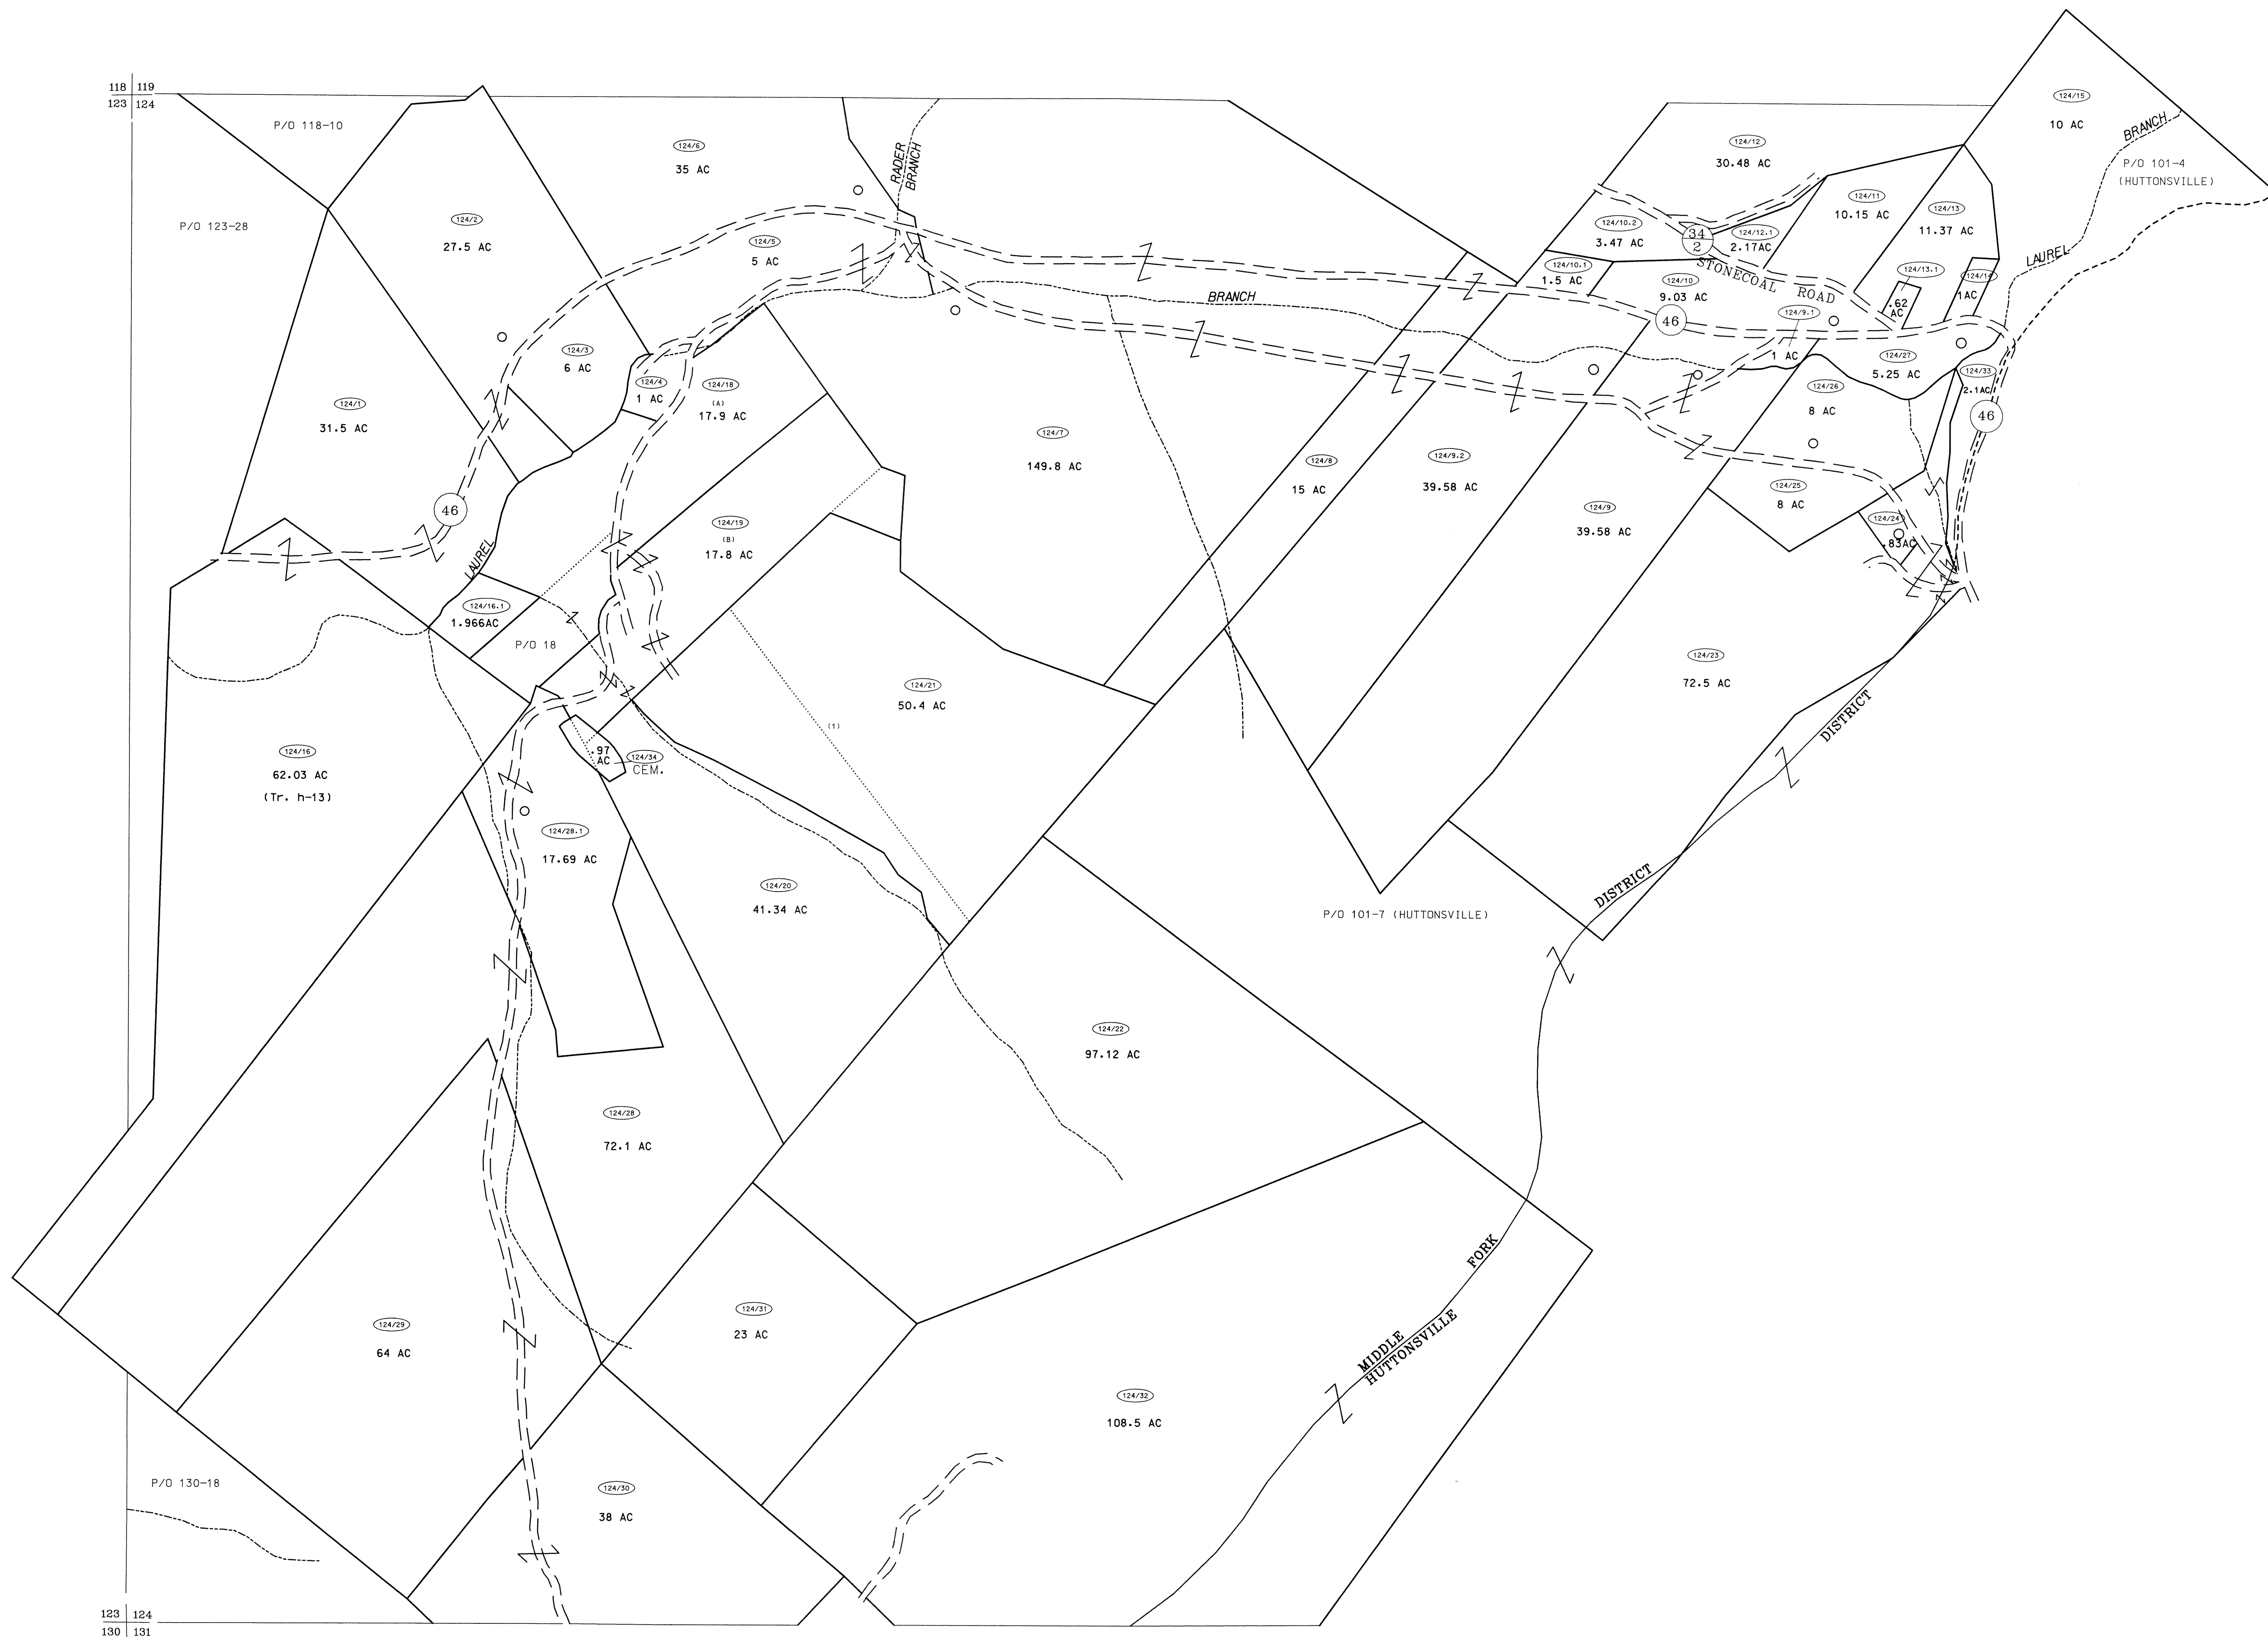 118 119
123 124
P/O 118-10
P/O 123-28
124/2
27.5 AC
124/6
35 AC
RADER
BRANCH
124/5
5 AC
124/1
31.5 AC
124/3
6 AC
124/4
1 AC
124/18
(A)
17.9 AC
46
LAUREL
124/19
(B)
17.8 AC
124/16.1
1.966AC
P/O 18
124/7
149.8 AC
BRANCH
124/8
15 AC
124/9.2
39.58 AC
124/9
39.58 AC
124/12
30.48 AC
124/10.2
3.47 AC
34
2
124/12.1
2.17AC
124/11
10.15 AC
124/13
11.37 AC
124/15
10 AC
BRANCH
P/O 101-4
(HUTTONSVILLE)
LAUREL
124/10.1
1.5 AC
124/10
9.03 AC
STONECOAL ROAD
46
124/9.1
1 AC
124/13.1
.62
AC
124/14
1AC
124/27
5.25 AC
124/33
2.1AC
46
124/26
8 AC
124/25
8 AC
124/24
.83AC
124/23
72.5 AC
DISTRICT
DISTRICT
124/16
62.03 AC
(Tr. h-13)
.97
AC
124/34
CEM.
124/21
50.4 AC
(1)
124/28.1
17.69 AC
124/20
41.34 AC
P/O 101-7 (HUTTONSVILLE)
124/22
97.12 AC
124/28
72.1 AC
124/29
64 AC
124/31
23 AC
124/32
108.5 AC
FORK
MIDDLE
HUTTONSVILLE
P/O 130-18
124/30
38 AC
123 124
130 131